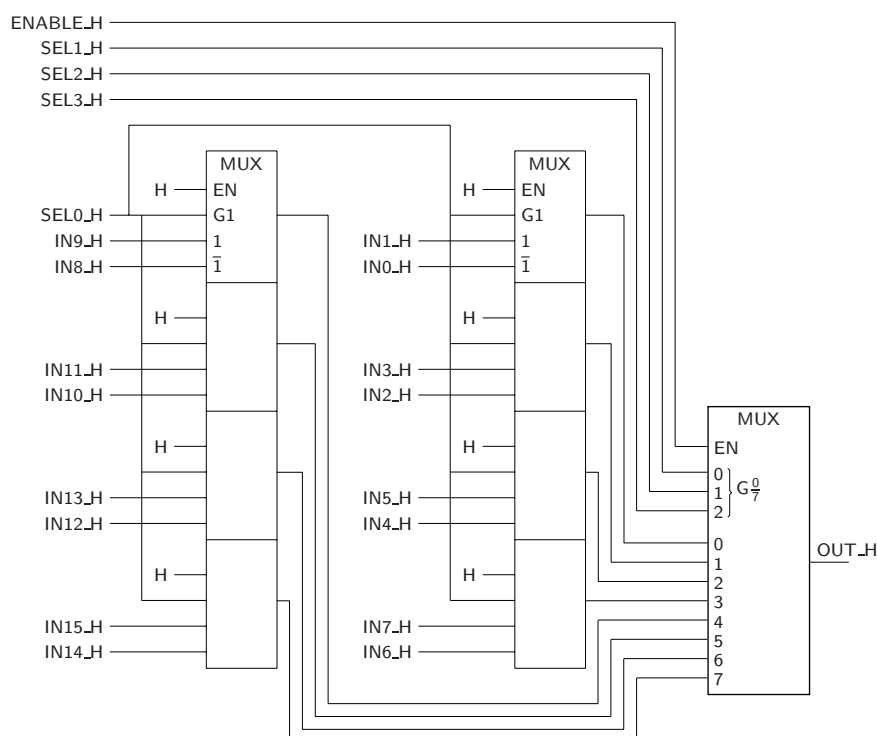 ENABLE_H
SEL1_H
SEL2_H
SEL3_H
MUX MUX
H EN H EN
SEL0_H G1 G1
IN9_H 1 IN1_H 1
IN8_H 1̅ IN0_H 1̅
H H
IN11_H IN3_H
IN10_H IN2_H
MUX
H H EN
0
IN13_H IN5_H 1 G0/7
IN12_H IN4_H 2
0
OUT_H
1
H H 2
3
IN15_H IN7_H 4
5
IN14_H IN6_H 6
7